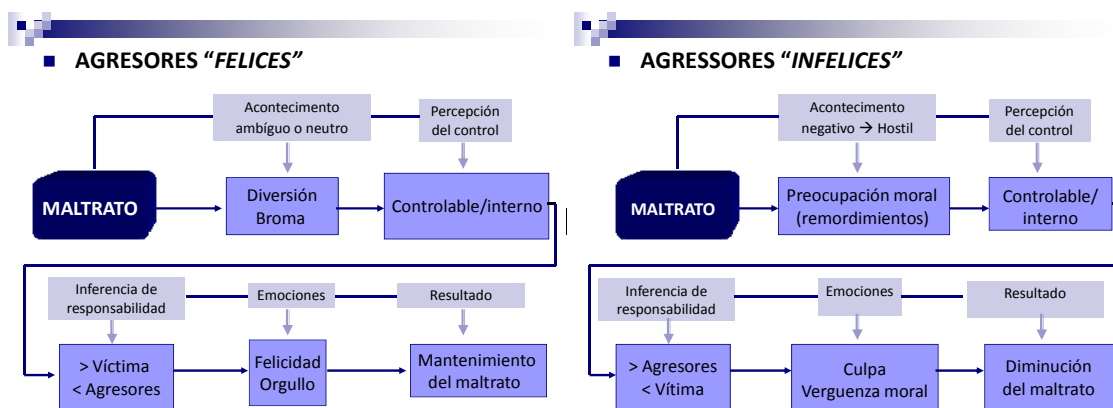 AGRESORES “FELICES”
Acontecimiento
ambíguo o neutro
Percepción
del control
MALTRATO
Diversión
Broma
Controlable/interno
Inferencia de
responsabilidad
Emociones
Resultado
> Víctima
< Agresores
Felicidad
Orgullo
Mantenimiento
del maltrato
AGRESSORES “INFELICES”
Acontecimiento
negativo → Hostil
Percepción
del control
MALTRATO
Preocupación moral
(remordimientos)
Controlable/
interno
Inferencia de
responsabilidad
Emociones
Resultado
> Agresores
< Vítima
Culpa
Verguenza moral
Diminución
del maltrato